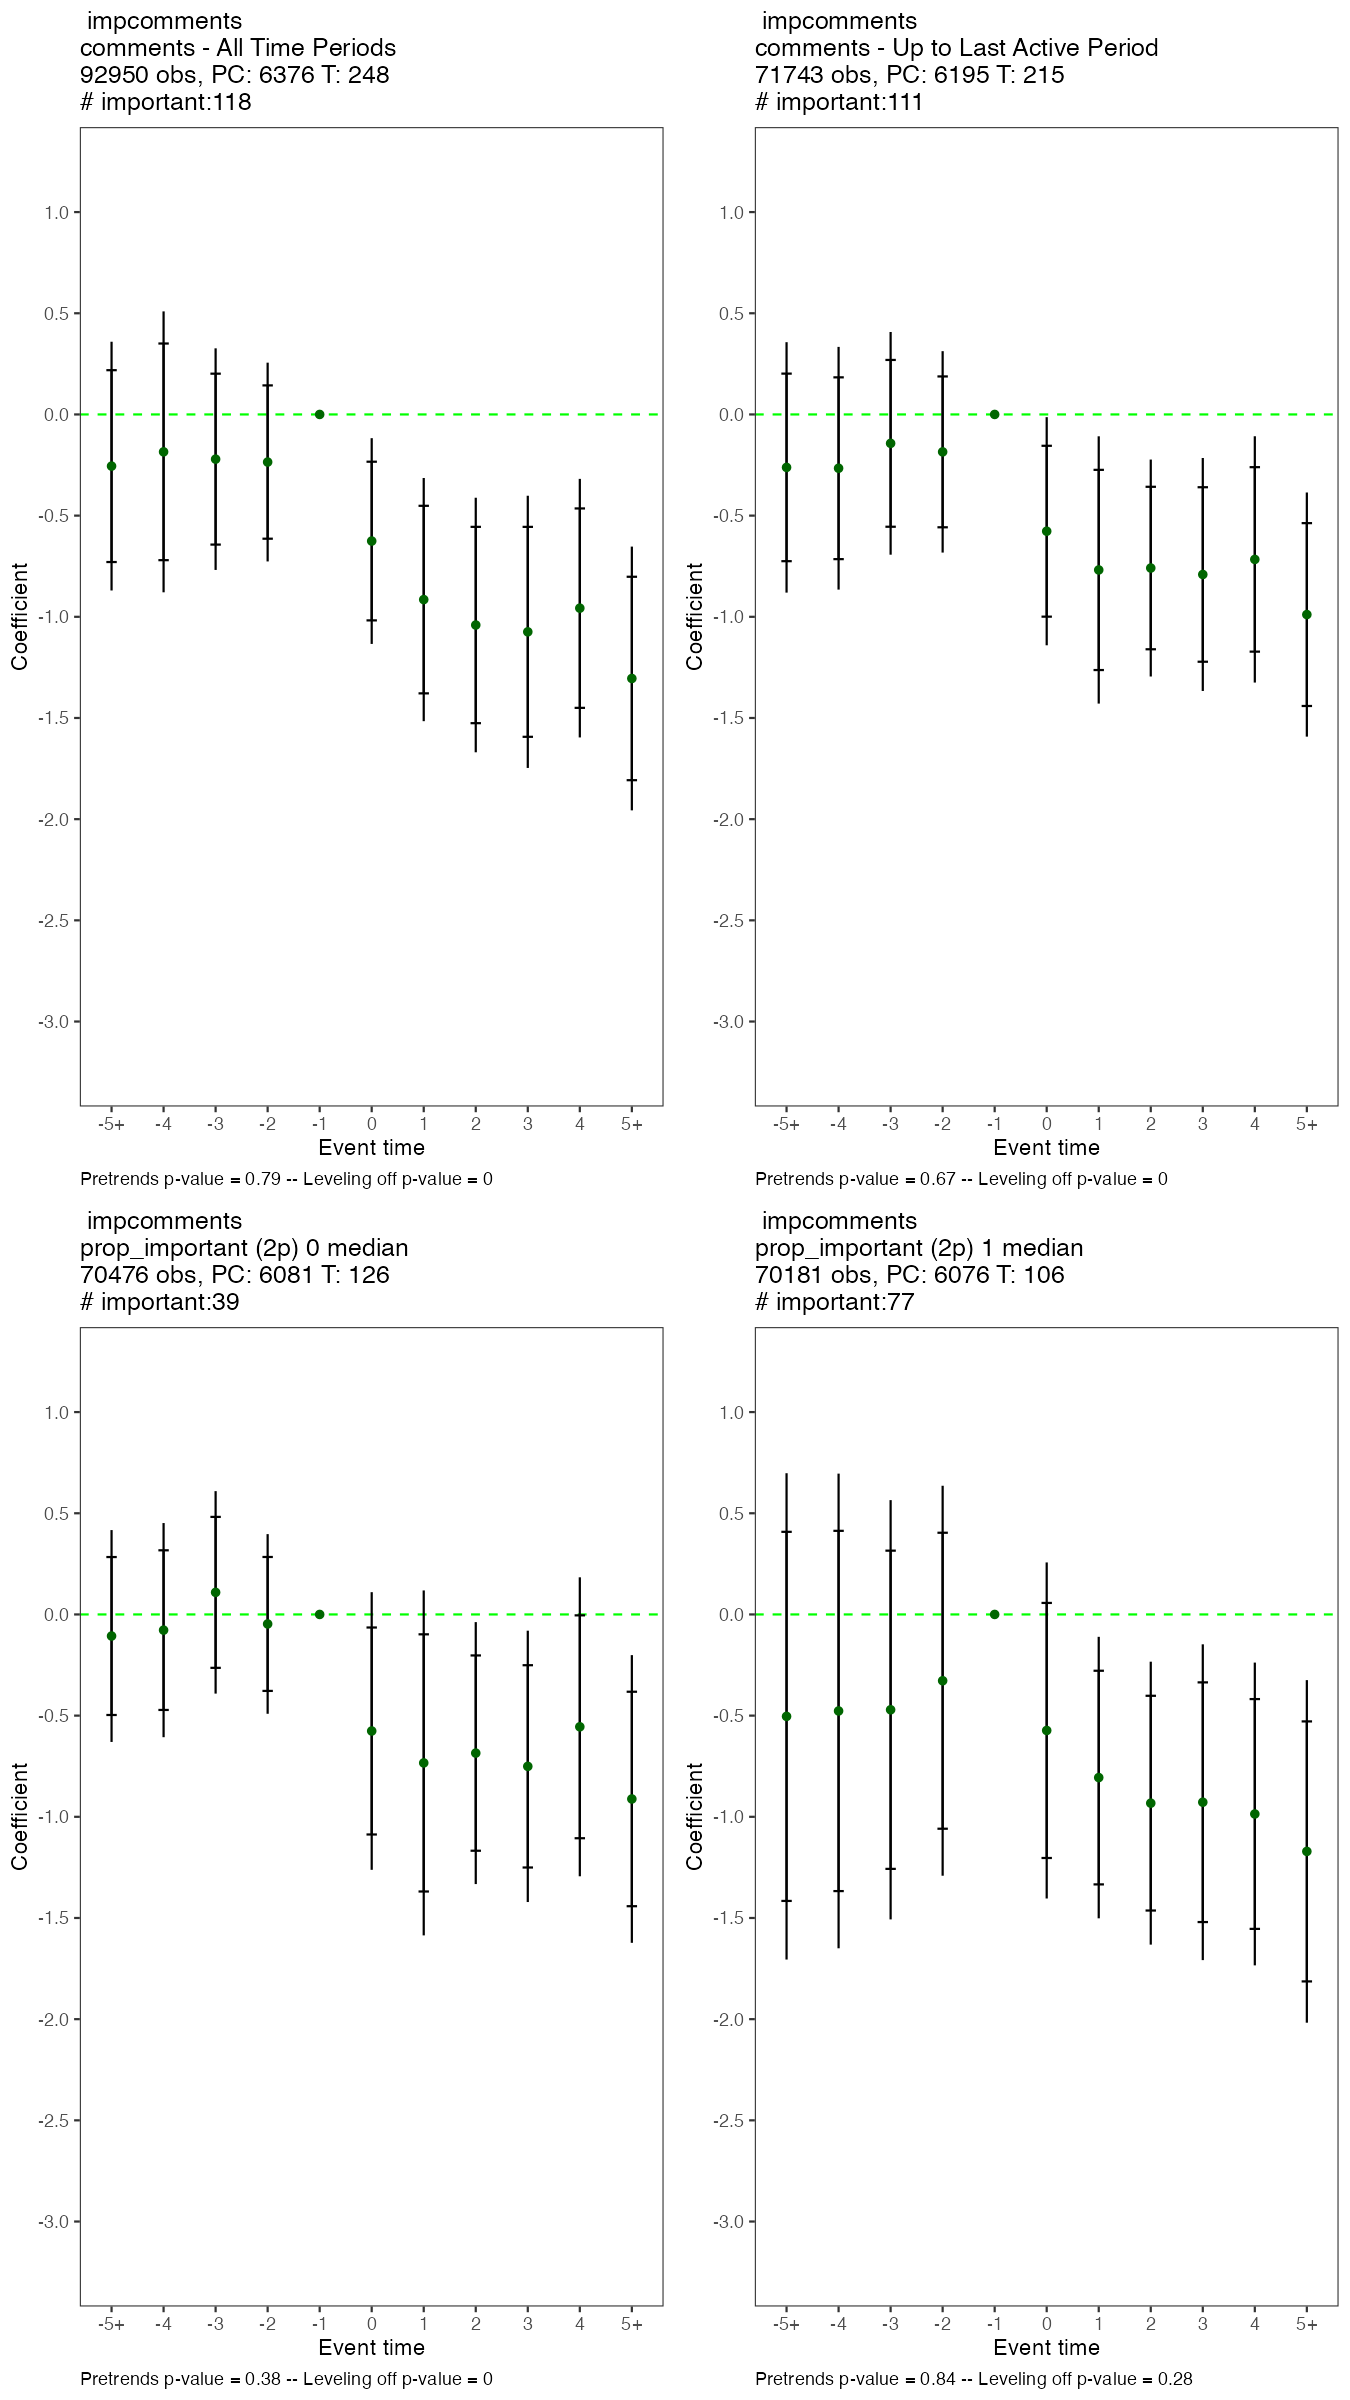 impcomments
comments - All Time Periods
92950 obs, PC: 6376 T: 248
# important:118
1.0
0.5
0.0
-0.5
-1.0
-1.5
-2.0
-2.5
-3.0
Coefficient
-5+ -4 -3 -2 -1 0 1 2 3 4 5+
Event time
Pretrends p-value = 0.79 -- Leveling off p-value = 0
impcomments
comments - Up to Last Active Period
71743 obs, PC: 6195 T: 215
# important:111
1.0
0.5
0.0
-0.5
-1.0
-1.5
-2.0
-2.5
-3.0
Coefficient
-5+ -4 -3 -2 -1 0 1 2 3 4 5+
Event time
Pretrends p-value = 0.67 -- Leveling off p-value = 0
impcomments
prop_important (2p) 0 median
70476 obs, PC: 6081 T: 126
# important:39
1.0
0.5
0.0
-0.5
-1.0
-1.5
-2.0
-2.5
-3.0
Coefficient
-5+ -4 -3 -2 -1 0 1 2 3 4 5+
Event time
Pretrends p-value = 0.38 -- Leveling off p-value = 0
impcomments
prop_important (2p) 1 median
70181 obs, PC: 6076 T: 106
# important:77
1.0
0.5
0.0
-0.5
-1.0
-1.5
-2.0
-2.5
-3.0
Coefficient
-5+ -4 -3 -2 -1 0 1 2 3 4 5+
Event time
Pretrends p-value = 0.84 -- Leveling off p-value = 0.28